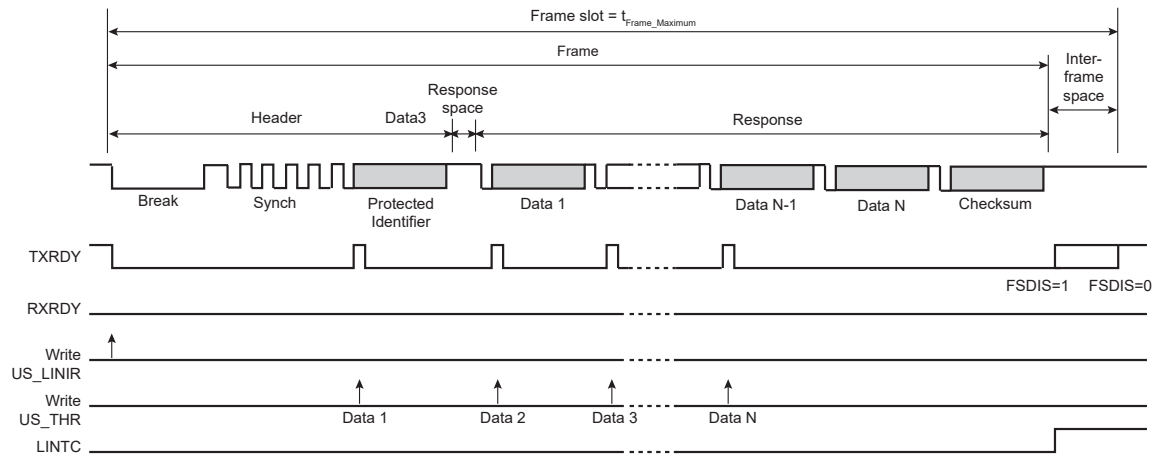 Frame slot = tFrame_Maximum
Frame
Inter-
frame
space
Response
space
Header
Data3
Response
Break
Synch
Protected
Identifier
Data 1
Data N-1
Data N
Checksum
TXRDY
FSDIS=1
FSDIS=0
RXRDY
Write
US_LINIR
Write
US_THR
Data 1
Data 2
Data 3
Data N
LINTC